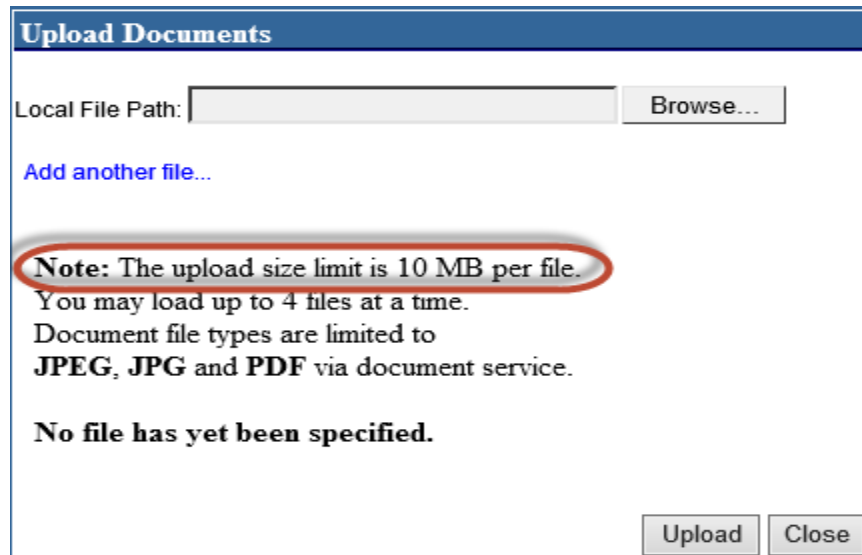 Upload Documents
Local File Path: Browse...
Add another file...
Note: The upload size limit is 10 MB per file.
You may load up to 4 files at a time.
Document file types are limited to
JPEG, JPG and PDF via document service.
No file has yet been specified.
Upload Close